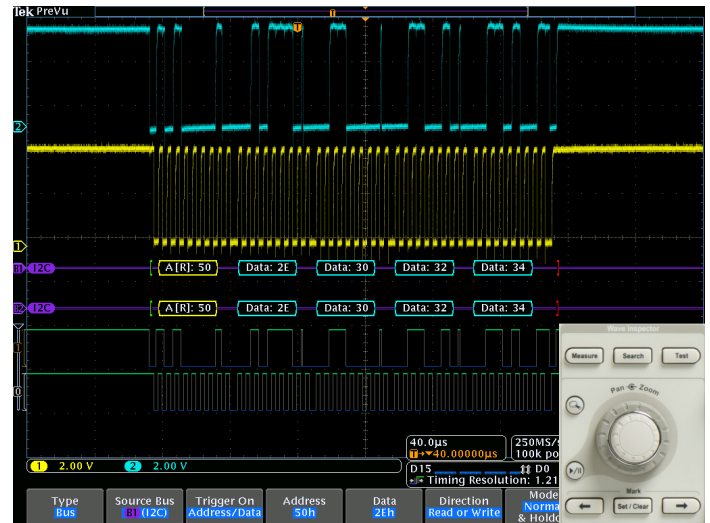 Tek PreVu
T
T
2
1
B1 I2C A [R]: 50 Data: 2E Data: 30 Data: 32 Data: 34
B2 I2C A [R]: 50 Data: 2E Data: 30 Data: 32 Data: 34
1
0
Wave Inspector
Measure Search Test
Pan Zoom
Mark
Set / Clear
40.0µs 250MS/s
T→▼40.00000µs 100k po
1 2.00 V 2 2.00 V
D15 D0
Timing Resolution: 1.21
Type
Bus
Source Bus
B1 (I2C)
Trigger On
Address/Data
Address
50h
Data
2Eh
Direction
Read or Write
Mode
Norma
& Holdo